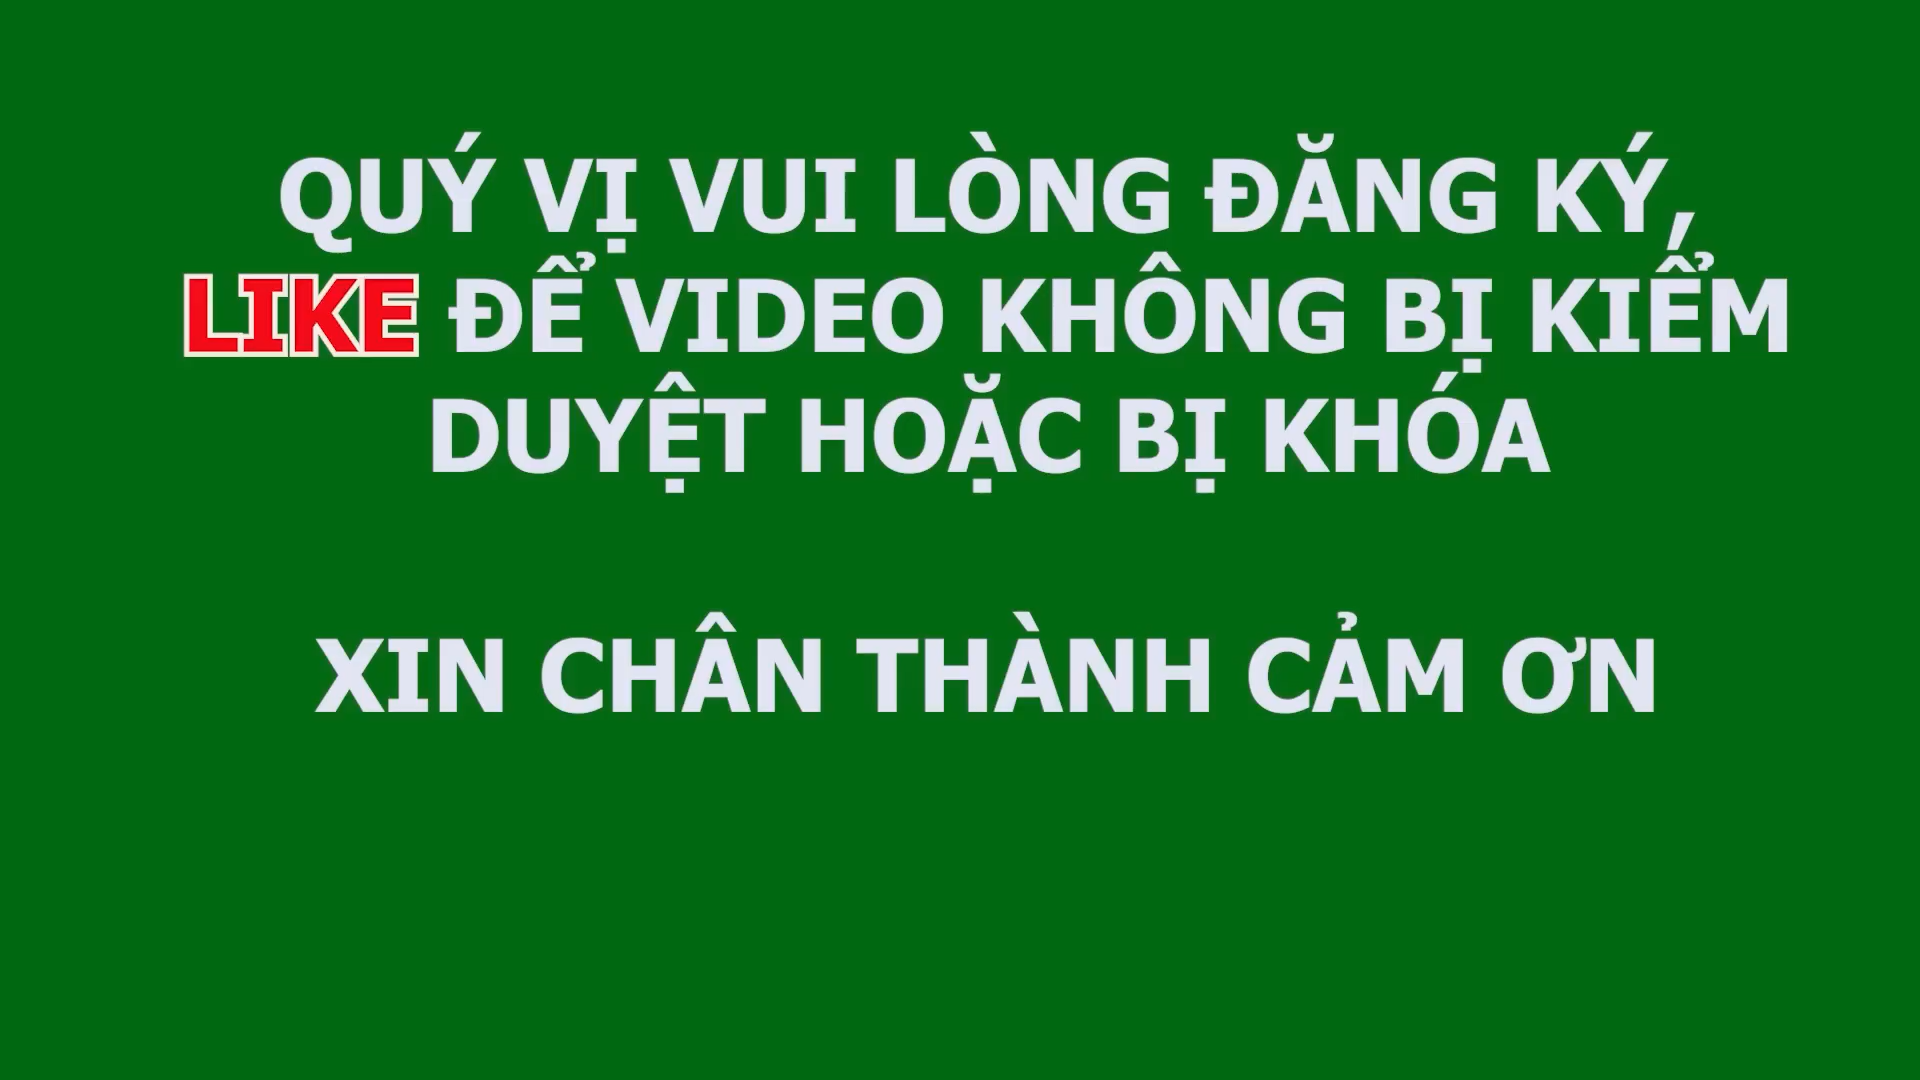 QUÝ VỊ VUI LÒNG ĐĂNG KÝ,
LIKE ĐỂ VIDEO KHÔNG BỊ KIỂM
DUYỆT HOẶC BỊ KHÓA
XIN CHÂN THÀNH CẢM ƠN